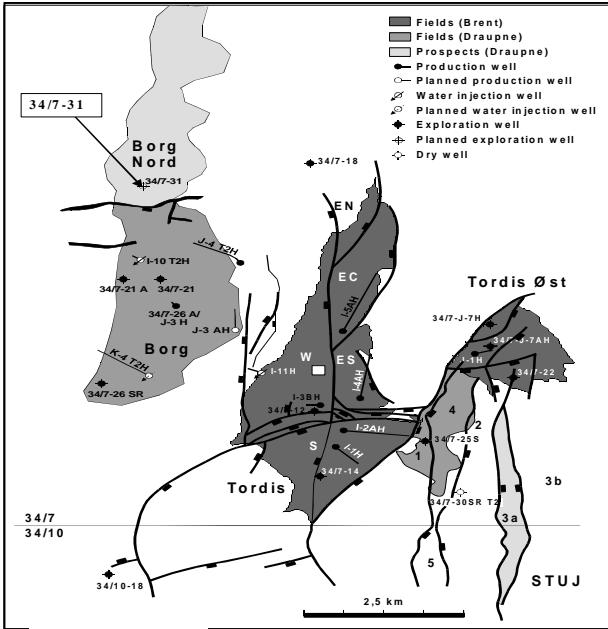 Fields (Brent)
Fields (Draupne)
Prospects (Draupne)
Production well
Planned production well
Water injection well
Planned water injection well
Exploration well
Planned exploration well
Dry well
34/7-31
Borg
Nord
34/7-31
34/7-18
EN
J-4 T2H
I-10 T2H
EC
Tordis Øst
34/7-21 A
34/7-21
34/7-J-7H
34/7-26 A/
J-3 H
I-5AH
J-3 AH
34/7-J-7AH
I-1H
Borg
W
ES
K-4 T2H
I-11H
I-4AH
34/7-22
34/7-26 SR
I-3BH
34/7-12
4
2
I-2AH
34/7-25S
S
I-1H
1
34/7-14
3b
Tordis
34/7-30SR T2
34/7
34/10
3a
5
34/10-18
STUJ
2,5 km